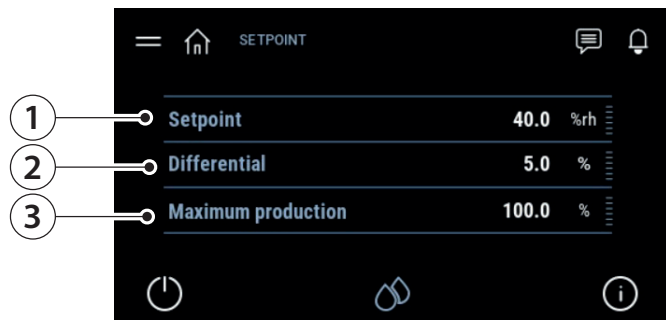 SETPOINT
1 Setpoint 40.0 %rh
2 Differential 5.0 %
3 Maximum production 100.0 %
i